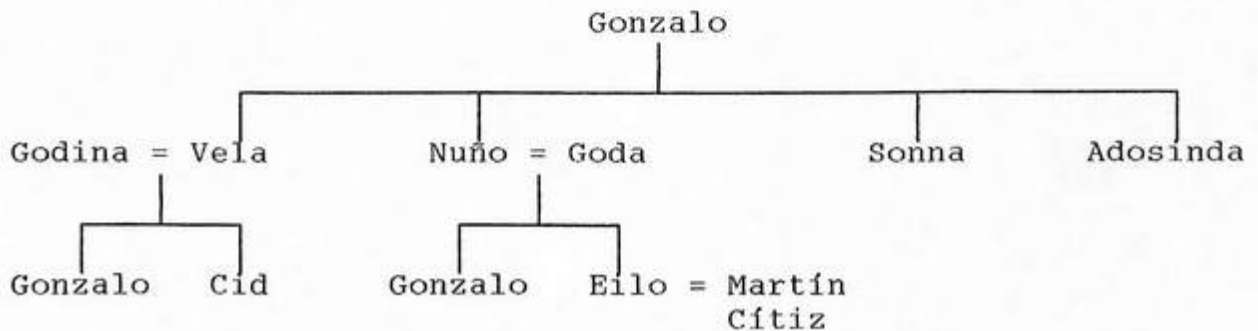 Gonzalo
Godina = Vela Nuño = Goda Sonna Adosinda
Gonzalo Cid Gonzalo Eilo = Martín
Cítiz